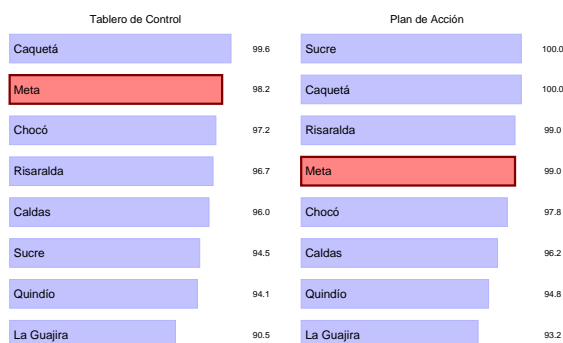 Tablero de Control
Caquetá 99.6
Meta 98.2
Chocó 97.2
Risaralda 96.7
Caldas 96.0
Sucre 94.5
Quindío 94.1
La Guajira 90.5
Plan de Acción
Sucre 100.0
Caquetá 100.0
Risaralda 99.0
Meta 99.0
Chocó 97.8
Caldas 96.2
Quindío 94.8
La Guajira 93.2